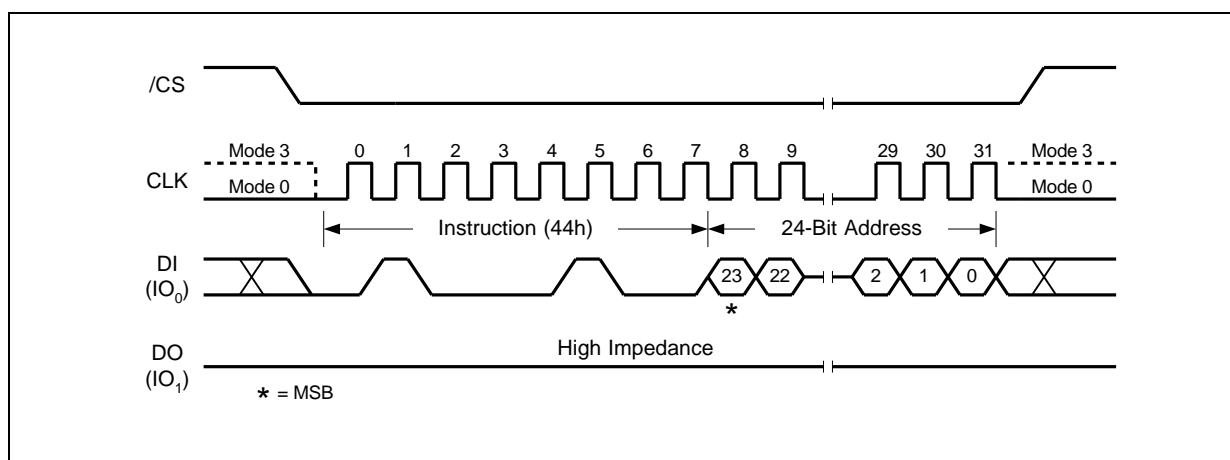 /CS
Mode 3 0 1 2 3 4 5 6 7 8 9 29 30 31 Mode 3
CLK
Mode 0 Mode 0
Instruction (44h) 24-Bit Address
DI
(IO0)
23 22 2 1 0
*
High Impedance
DO
(IO1)
* = MSB